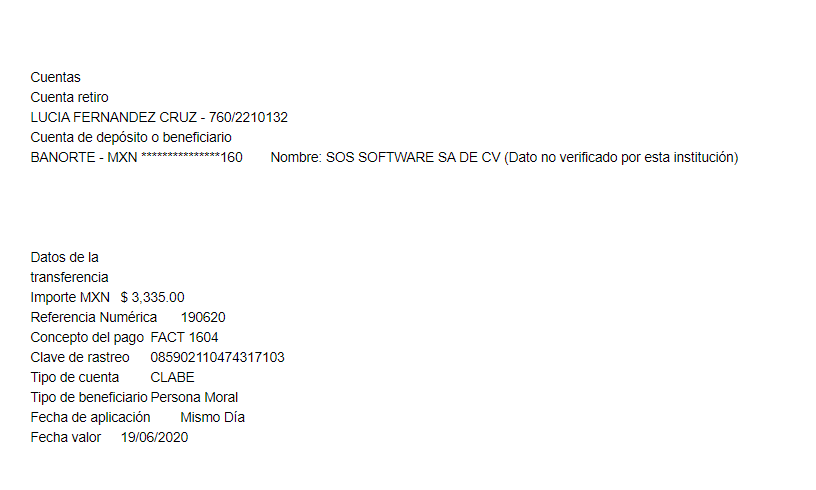 Cuentas
Cuenta retiro
LUCIA FERNANDEZ CRUZ - 760/2210132
Cuenta de depósito o beneficiario
BANORTE - MXN ***************160 Nombre: SOS SOFTWARE SA DE CV (Dato no verificado por esta institución)
Datos de la
transferencia
Importe MXN $ 3,335.00
Referencia Numérica 190620
Concepto del pago FACT 1604
Clave de rastreo 085902110474317103
Tipo de cuenta CLABE
Tipo de beneficiario Persona Moral
Fecha de aplicación Mismo Día
Fecha valor 19/06/2020